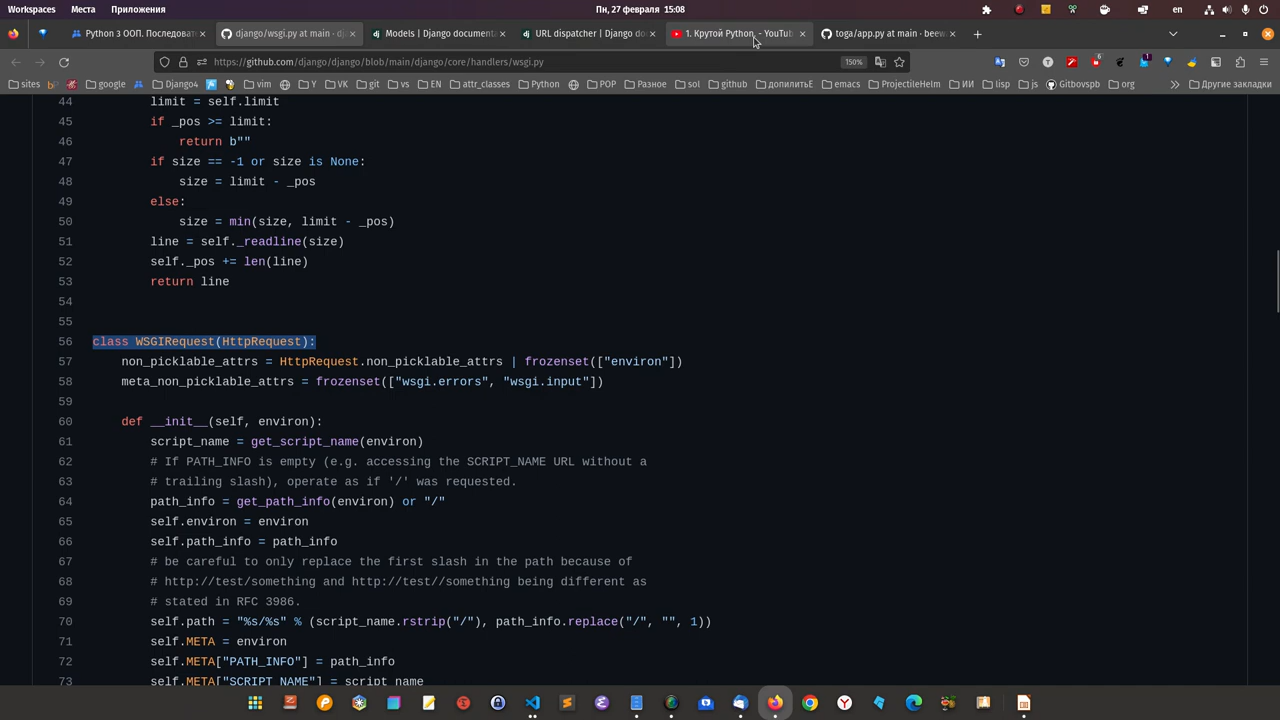 Workspaces Места Приложения Пн, 27 февраля 15:08 en
Python 3 ООП. Последоват django/wsgi.py at main · dj Models | Django document URL dispatcher | Django do 1. Крутой Python. - YouTub toga/app.py at main · beew
https://github.com/django/django/blob/main/django/core/handlers/wsgi.py 150%
sites google Django4 Y VK git vs EN attr_classes Python POP Разное sol github допилитьЕ emacs ProjectileHelm ИИ lisp js Gitbovspb org Другие закладки
44 limit = self.limit
45 if _pos >= limit:
46 return b""
47 if size == -1 or size is None:
48 size = limit - _pos
49 else:
50 size = min(size, limit - _pos)
51 line = self._readline(size)
52 self._pos += len(line)
53 return line
54
55
56 class WSGIRequest(HttpRequest):
57 non_picklable_attrs = HttpRequest.non_picklable_attrs | frozenset(["environ"])
58 meta_non_picklable_attrs = frozenset(["wsgi.errors", "wsgi.input"])
59
60 def __init__(self, environ):
61 script_name = get_script_name(environ)
62 # If PATH_INFO is empty (e.g. accessing the SCRIPT_NAME URL without a
63 # trailing slash), operate as if '/' was requested.
64 path_info = get_path_info(environ) or "/"
65 self.environ = environ
66 self.path_info = path_info
67 # be careful to only replace the first slash in the path because of
68 # http://test/something and http://test//something being different as
69 # stated in RFC 3986.
70 self.path = "%s/%s" % (script_name.rstrip("/"), path_info.replace("/", "", 1))
71 self.META = environ
72 self.META["PATH_INFO"] = path_info
73 self.META["SCRIPT_NAME"] = script_name